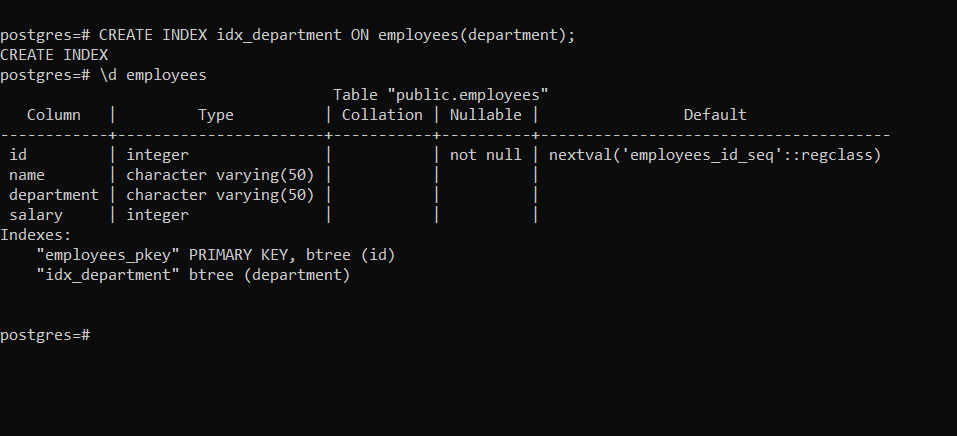 postgres=# CREATE INDEX idx_department ON employees(department);
CREATE INDEX
postgres=# \d employees
                                    Table "public.employees"
   Column   |         Type          | Collation | Nullable |                Default
------------+-----------------------+-----------+----------+--------------------------------------
 id         | integer               |           | not null | nextval('employees_id_seq'::regclass)
 name       | character varying(50) |           |          |
 department | character varying(50) |           |          |
 salary     | integer               |           |          |
Indexes:
    "employees_pkey" PRIMARY KEY, btree (id)
    "idx_department" btree (department)
postgres=#